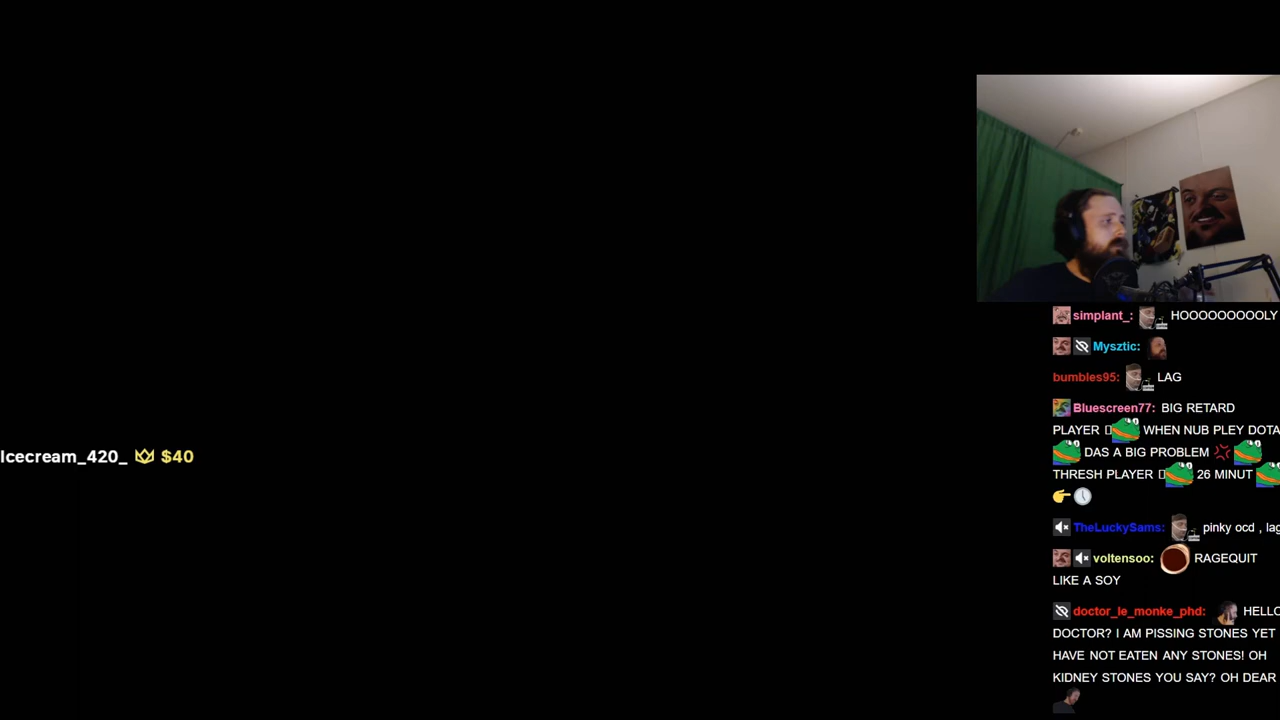 simplant_: HOOOOOOOOOLY
Mysztic:
bumbles95: LAG
Bluescreen77: BIG RETARD
PLAYER WHEN NUB PLEY DOTA
DAS A BIG PROBLEM
THRESH PLAYER 26 MINUT
Icecream_420_ $40
TheLuckySams: pinky ocd , lag
voltensoo: RAGEQUIT
LIKE A SOY
doctor_le_monke_phd: HELLO
DOCTOR? I AM PISSING STONES YET
HAVE NOT EATEN ANY STONES! OH
KIDNEY STONES YOU SAY? OH DEAR